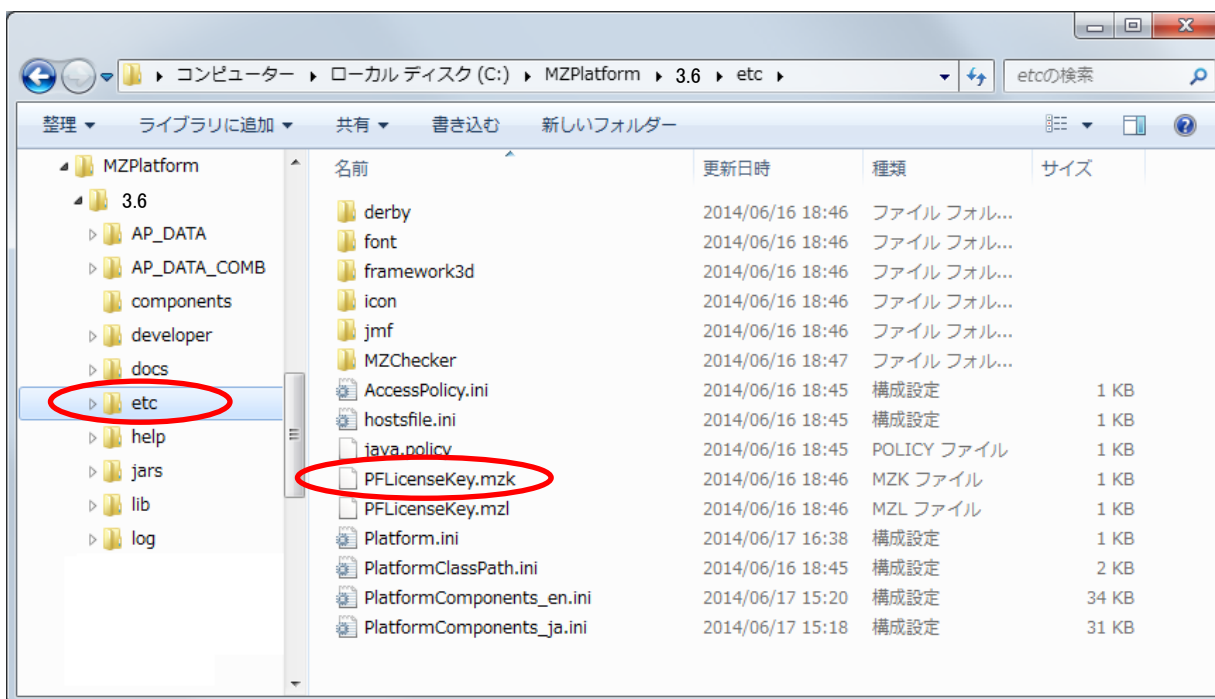 コンピューター ローカル ディスク (C:) MZPlatform 3.6 etc etcの検索
整理 ライブラリに追加 共有 書き込む 新しいフォルダー
MZPlatform
3.6
AP_DATA
AP_DATA_COMB
components
developer
docs
etc
help
jars
lib
log
名前 更新日時 種類 サイズ
derby 2014/06/16 18:46 ファイル フォル...
font 2014/06/16 18:46 ファイル フォル...
framework3d 2014/06/16 18:46 ファイル フォル...
icon 2014/06/16 18:46 ファイル フォル...
jmf 2014/06/16 18:46 ファイル フォル...
MZChecker 2014/06/16 18:47 ファイル フォル...
AccessPolicy.ini 2014/06/16 18:45 構成設定 1 KB
hostsfile.ini 2014/06/16 18:45 構成設定 1 KB
java.policy 2014/06/16 18:45 POLICY ファイル 1 KB
PFLicenseKey.mzk 2014/06/16 18:46 MZK ファイル 1 KB
PFLicenseKey.mzl 2014/06/16 18:46 MZL ファイル 1 KB
Platform.ini 2014/06/17 16:38 構成設定 1 KB
PlatformClassPath.ini 2014/06/16 18:45 構成設定 2 KB
PlatformComponents_en.ini 2014/06/17 15:20 構成設定 34 KB
PlatformComponents_ja.ini 2014/06/17 15:18 構成設定 31 KB